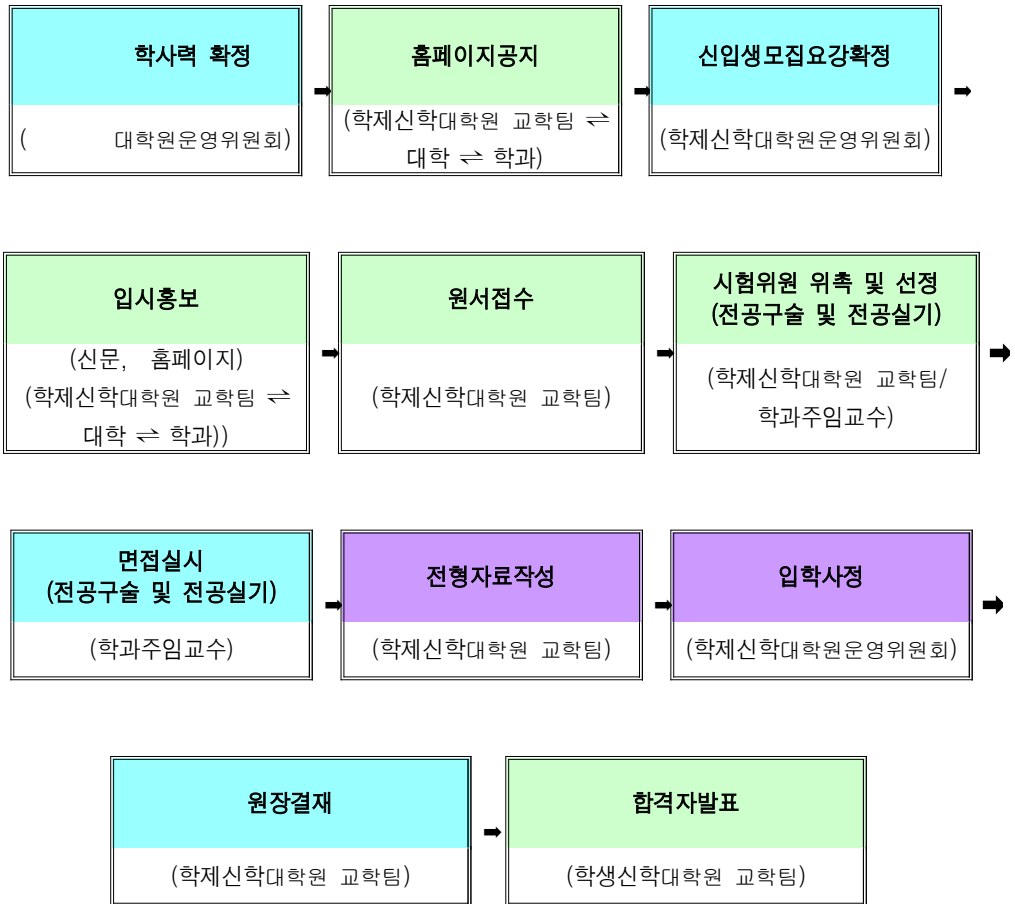 학사력 확정
( 대학원운영위원회)
홈페이지공지
(학제신학대학원 교학팀 ⇌
대학 ⇌ 학과)
신입생모집요강확정
(학제신학대학원운영위원회)
입시홍보
(신문, 홈페이지)
(학제신학대학원 교학팀 ⇌
대학 ⇌ 학과))
원서접수
(학제신학대학원 교학팀)
시험위원 위촉 및 선정
(전공구술 및 전공실기)
(학제신학대학원 교학팀/
학과주임교수)
면접실시
(전공구술 및 전공실기)
(학과주임교수)
전형자료작성
(학제신학대학원 교학팀)
입학사정
(학제신학대학원운영위원회)
원장결재
(학제신학대학원 교학팀)
합격자발표
(학생신학대학원 교학팀)